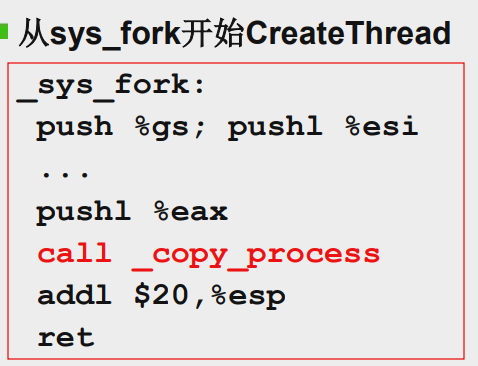 从sys_fork开始CreateThread
_sys_fork:
push %gs; pushl %esi
...
pushl %eax
call _copy_process
addl $20,%esp
ret